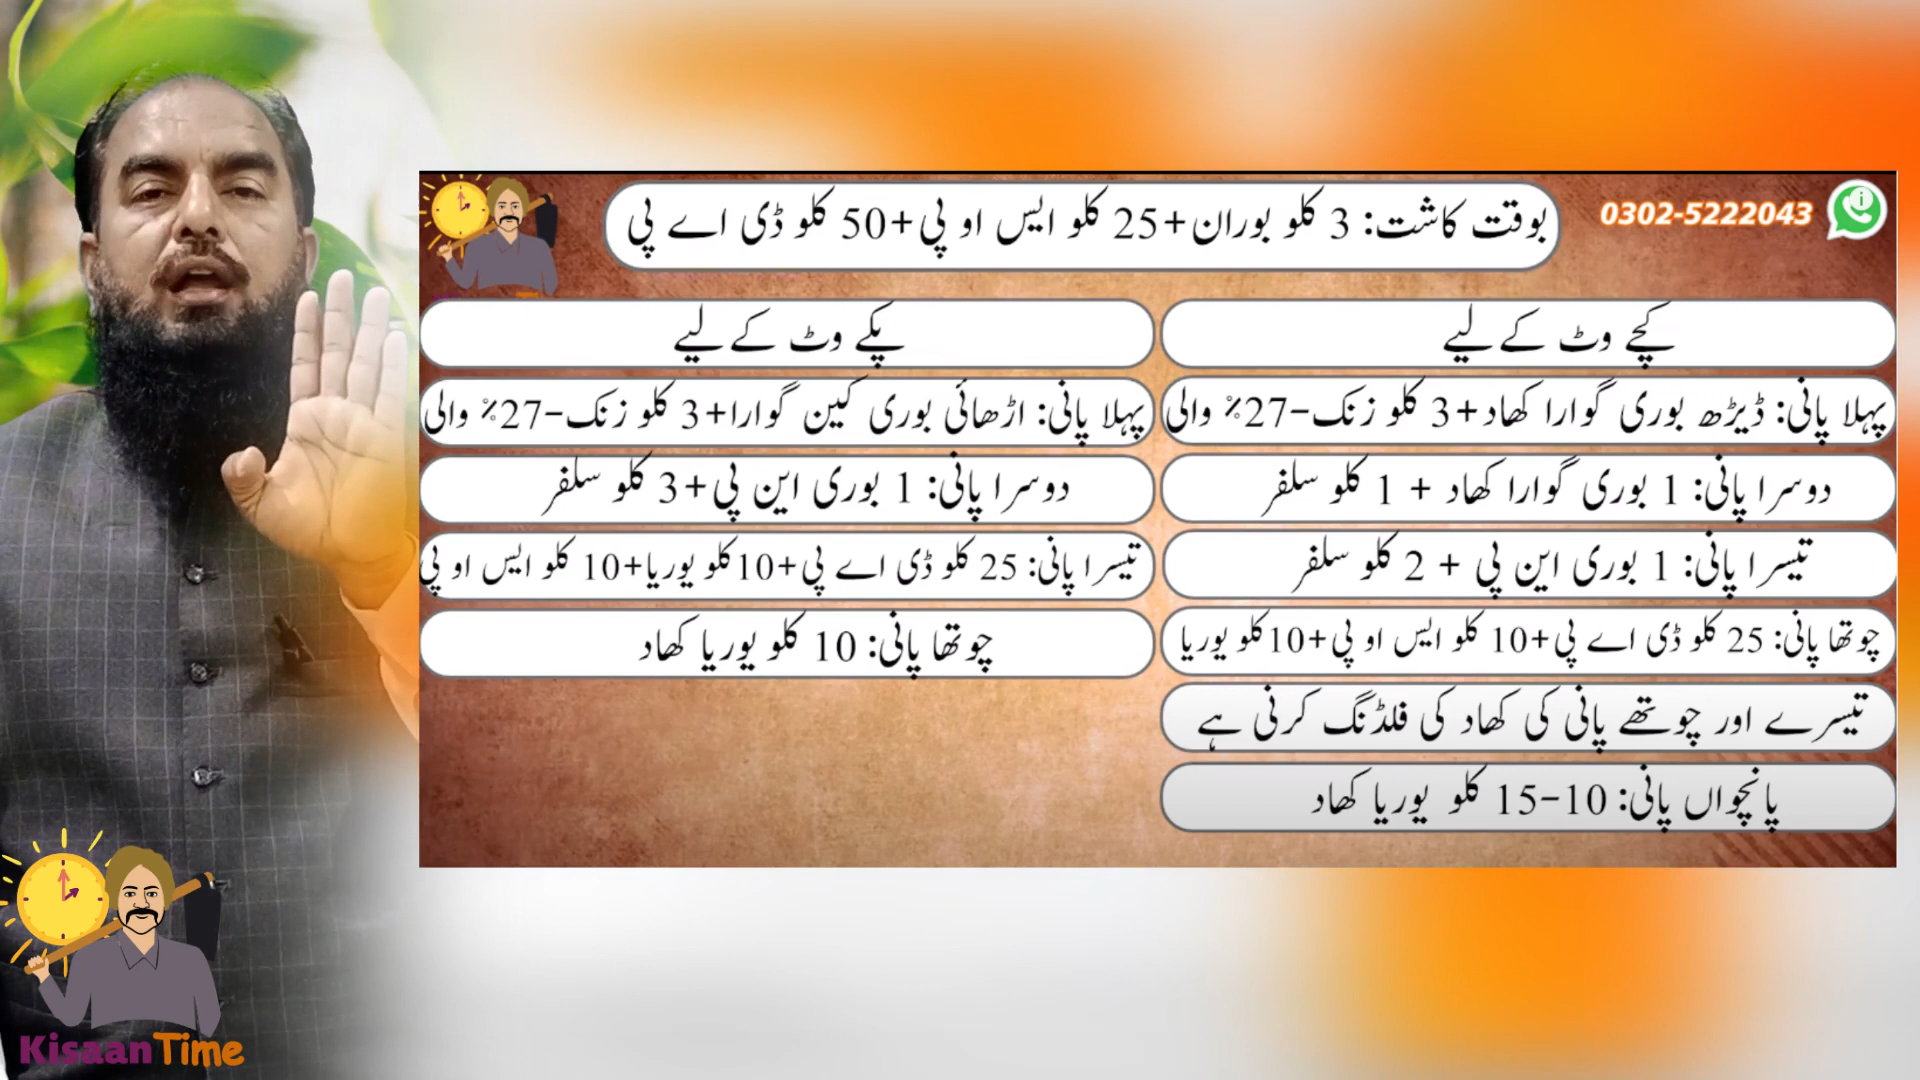 بوقت کاشت: 3 کلو بوران+25 کلو ایس او پی+50 کلو ڈی اے پی
0302-5222043
کچے وٹ کے لیے
پہلا پانی: ڈیڑھ بوری گوارا کھاد+3 کلو زنک-27% والی
دوسرا پانی: 1 بوری گوارا کھاد + 1 کلو سلفر
تیسرا پانی: 1 بوری این پی + 2 کلو سلفر
چوتھا پانی: 25 کلو ڈی اے پی+10 کلو ایس او پی+10کلو یوریا
تیسرے اور چوتھے پانی کی کھاد کی فلڈنگ کرنی ہے
پانچواں پانی: 10-15 کلو یوریا کھاد
پکے وٹ کے لیے
پہلا پانی: اڑھائی بوری کین گوارا+3 کلو زنک-27% والی
دوسرا پانی: 1 بوری این پی+3 کلو سلفر
تیسرا پانی: 25 کلو ڈی اے پی+10کلو یوریا+10 کلو ایس او پی
چوتھا پانی: 10 کلو یوریا کھاد
KisaanTime